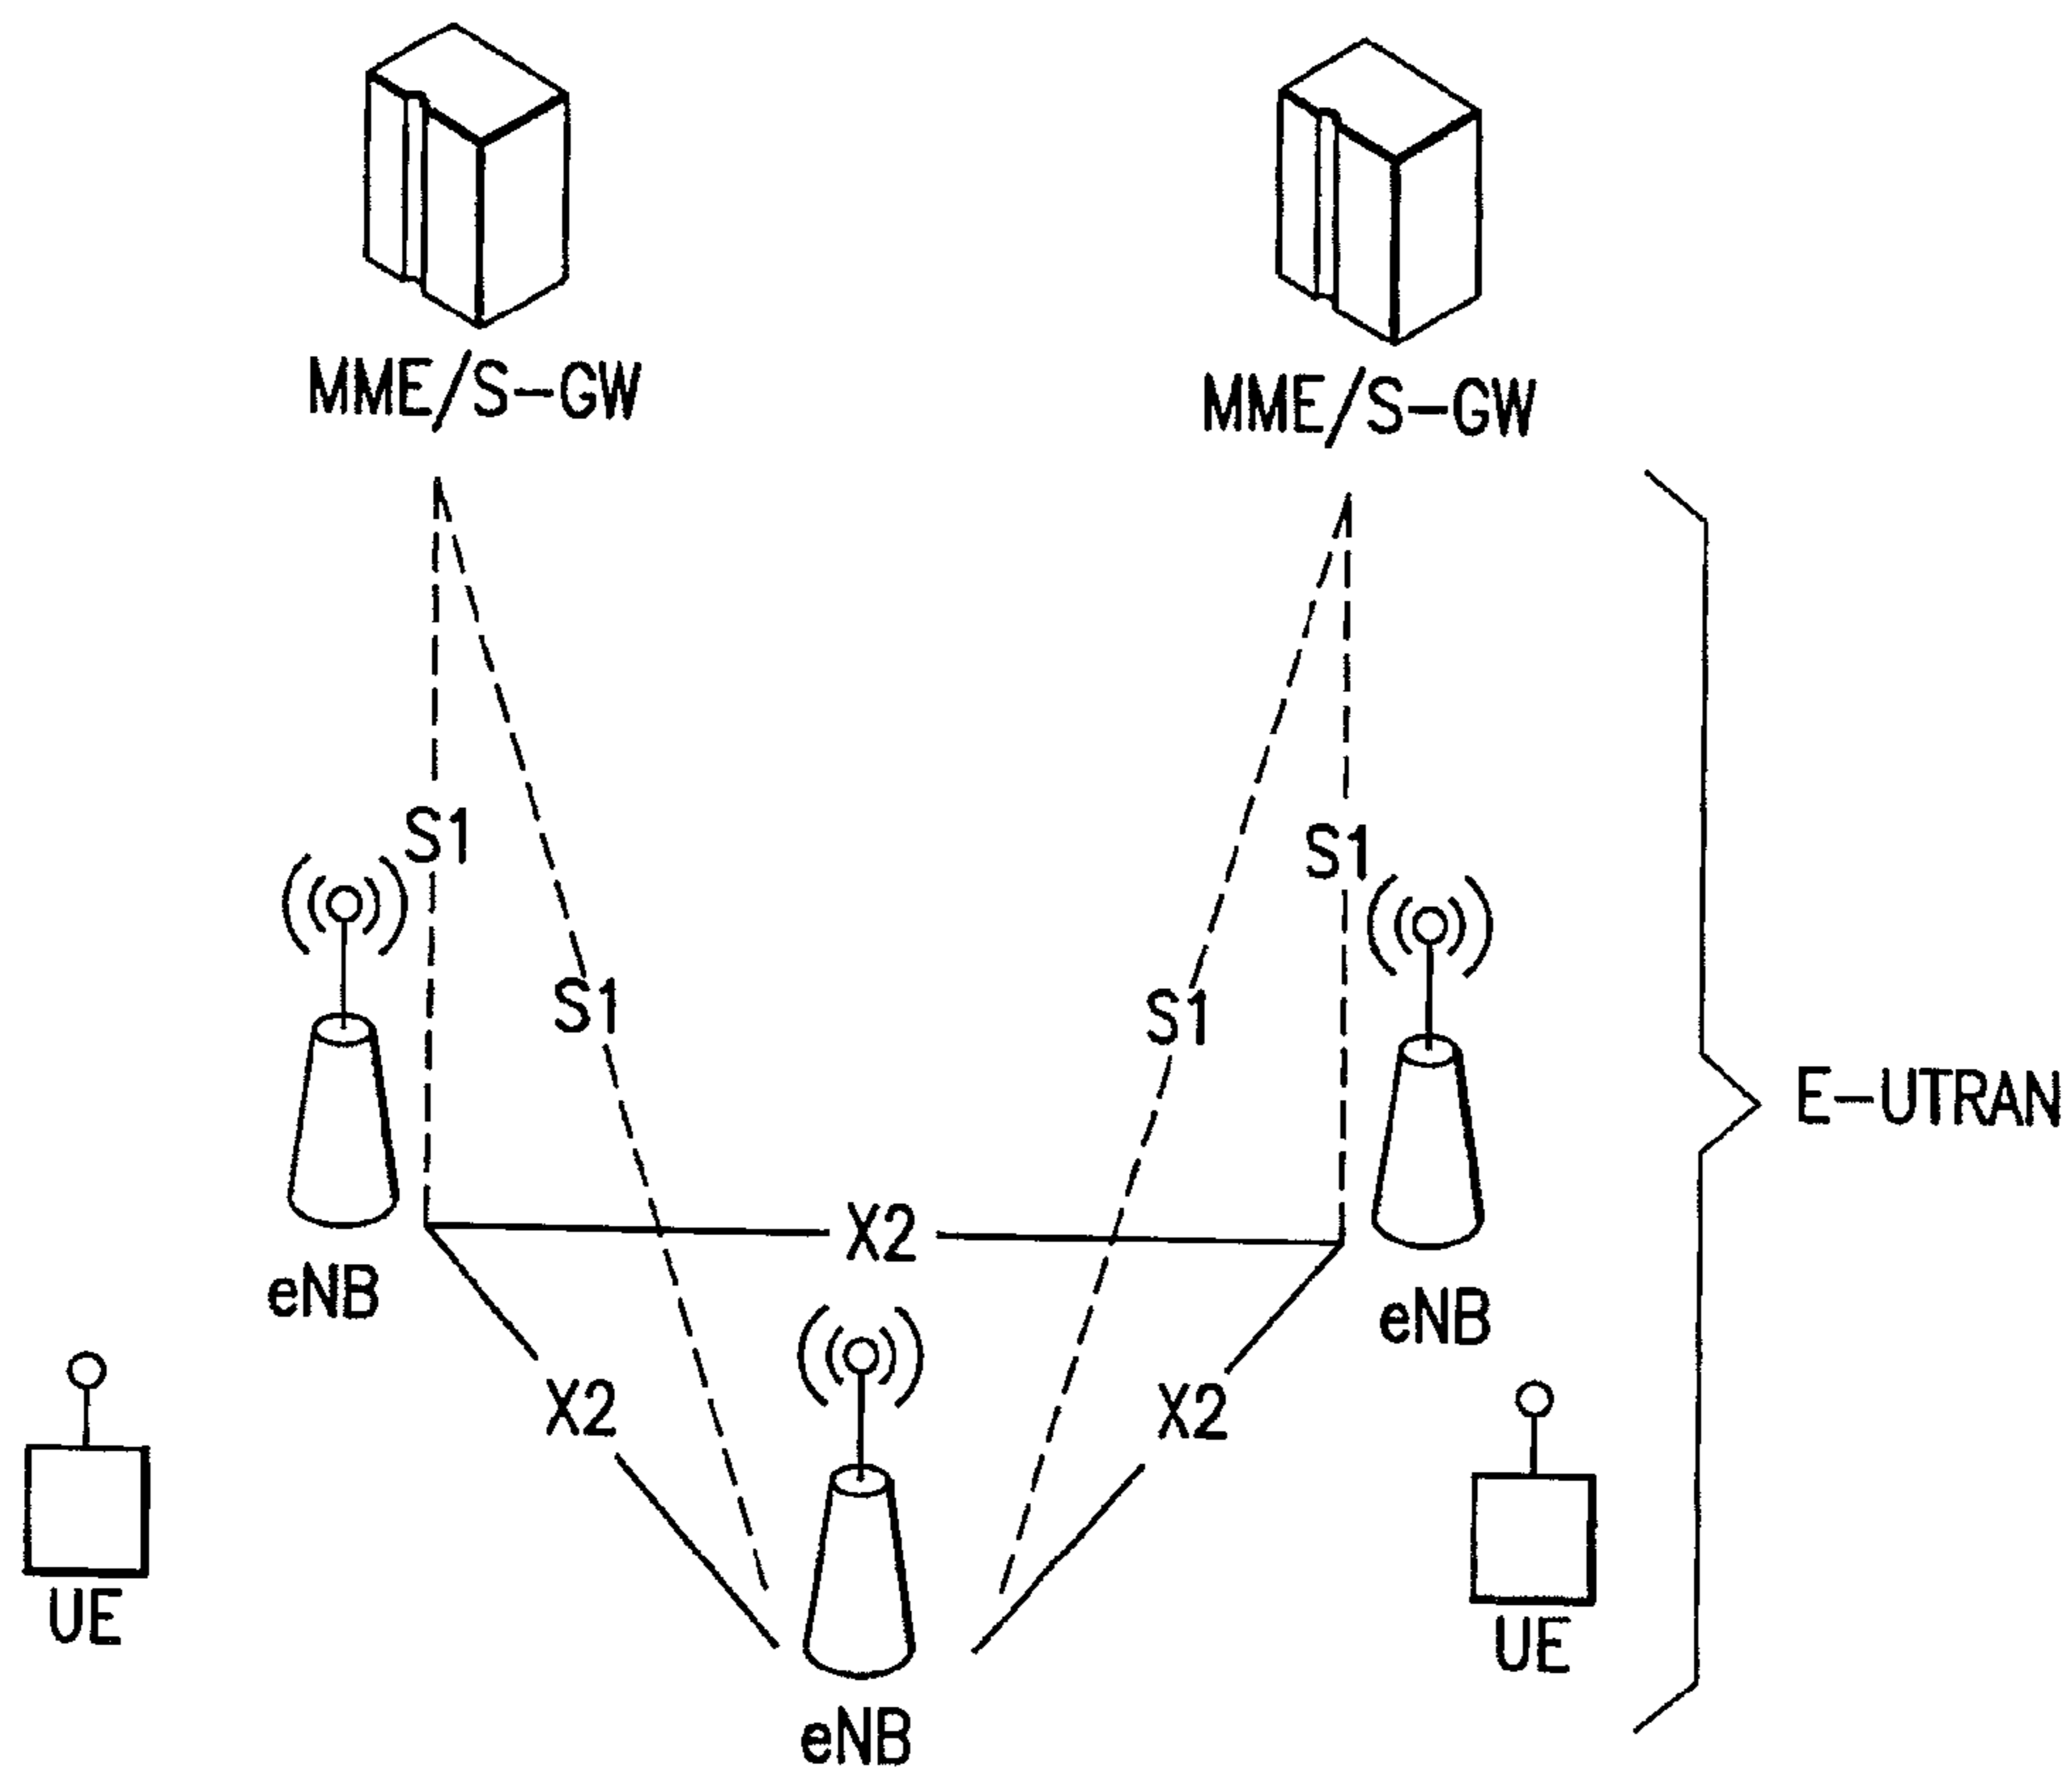 MME/S-GW
MME/S-GW
S1
S1
S1
S1
E-UTRAN
X2
eNB
eNB
X2
X2
UE
UE
eNB